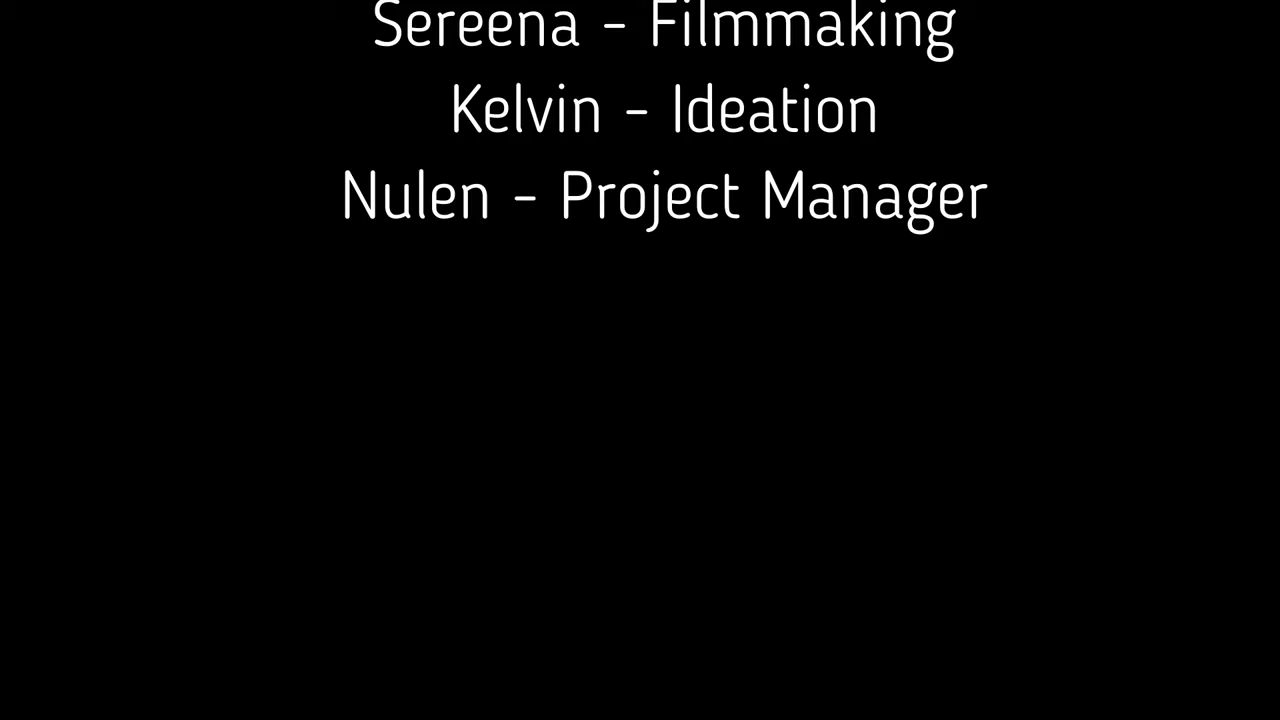 Sereena - Filmmaking
Kelvin - Ideation
Nulen - Project Manager